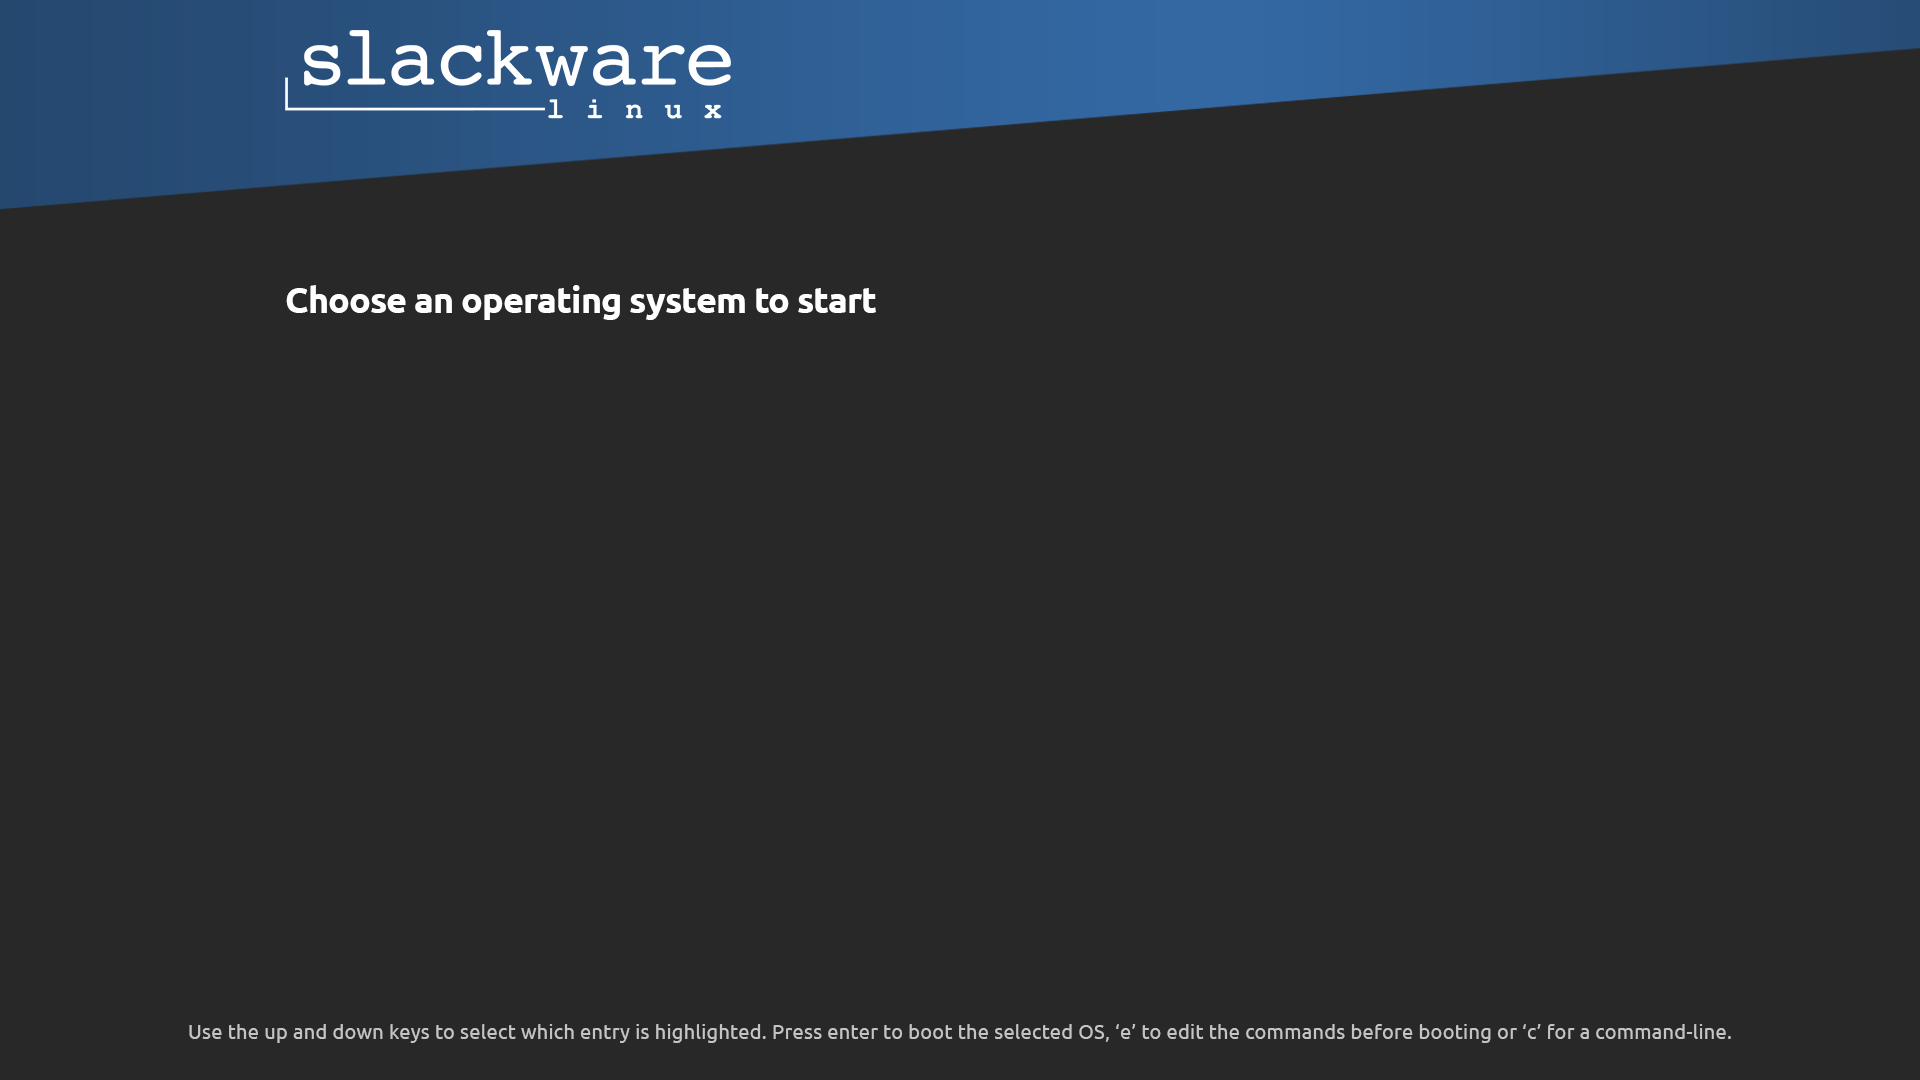 slackware
linux
Choose an operating system to start
Use the up and down keys to select which entry is highlighted. Press enter to boot the selected OS, ‘e’ to edit the commands before booting or ‘c’ for a command-line.